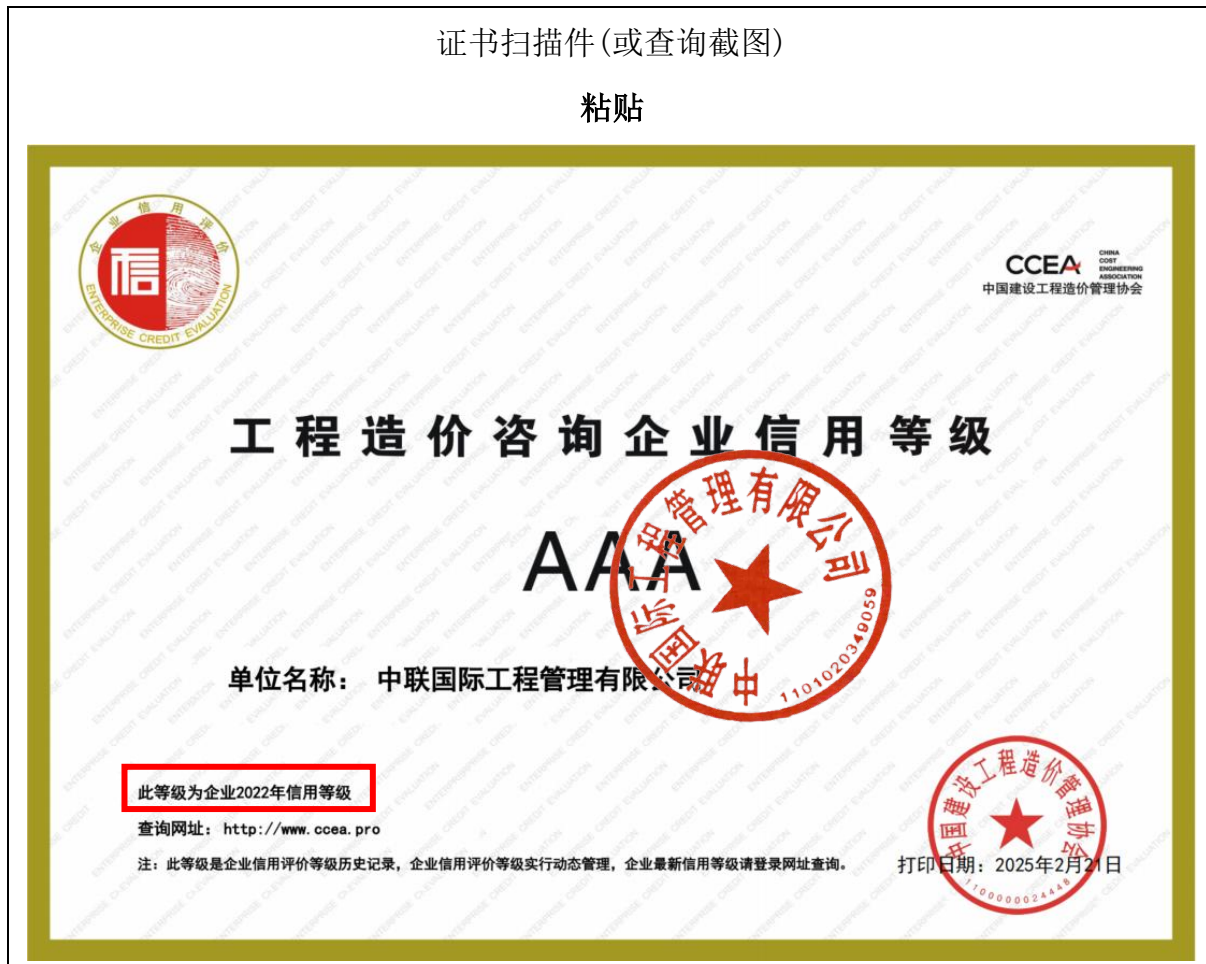 证书扫描件(或查询截图)
粘贴
企业信用评价
信
ENTERPRISE CREDIT EVALUATION
CCEA
CHINA
COST
ENGINEERING
ASSOCIATION
中国建设工程造价管理协会
工程造价咨询企业信用等级
AAA
中联国际工程管理有限公司
1101020349059
单位名称: 中联国际工程管理有限公司
此等级为企业2022年信用等级
查询网址: http://www.ccea.pro
注: 此等级是企业信用评价等级历史记录, 企业信用评价等级实行动态管理, 企业最新信用等级请登录网址查询。
中国建设工程造价管理协会
1100000024448
打印日期: 2025年2月21日